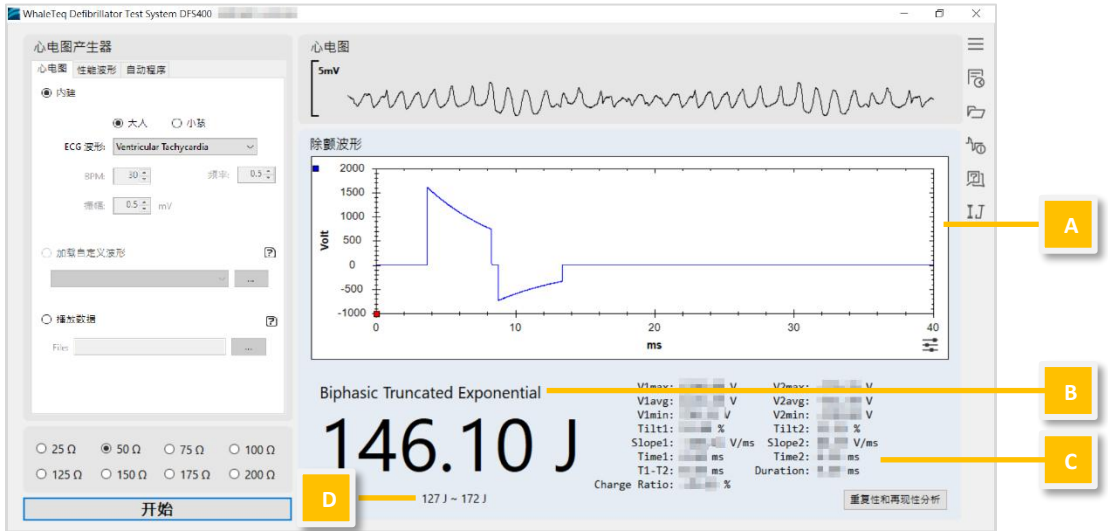 WhaleTeq Defibrillator Test System DFS400
心电图产生器
心电图 性能波形 自动程序
内建
大人 小孩
ECG 波形: Ventricular Tachycardia
BPM: 30 频率: 0.5
振幅: 0.5 mV
加载自定义波形 [?]
...
播放数据 [?]
File: ...
25 Ω 50 Ω 75 Ω 100 Ω
125 Ω 150 Ω 175 Ω 200 Ω
开始
心电图
5mV
除颤波形
2000
1500
1000
500
0
-500
-1000
Volt
0 10 20 30 40
ms
Biphasic Truncated Exponential
146.10 J
127 J ~ 172 J
V1max: V V2max: V
V1avg: V V2avg: V
V1min: V V2min: V
Tilt1: % Tilt2: %
Slope1: V/ms Slope2: V/ms
Time1: ms Time2: ms
T1-T2: ms Duration: ms
Charge Ratio: %
重复性和再现性分析
IJ
A
B
C
D